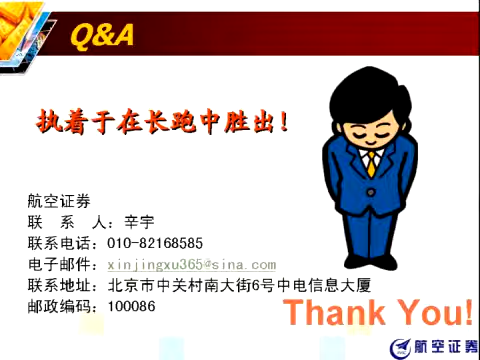 Q&A
执着于在长跑中胜出！
航空证券
联 系 人：辛宇
联系电话：010-82168585
电子邮件：xinjingxu365@sina.com
联系地址：北京市中关村南大街6号中电信息大厦
邮政编码：100086
Thank You!
航空证券